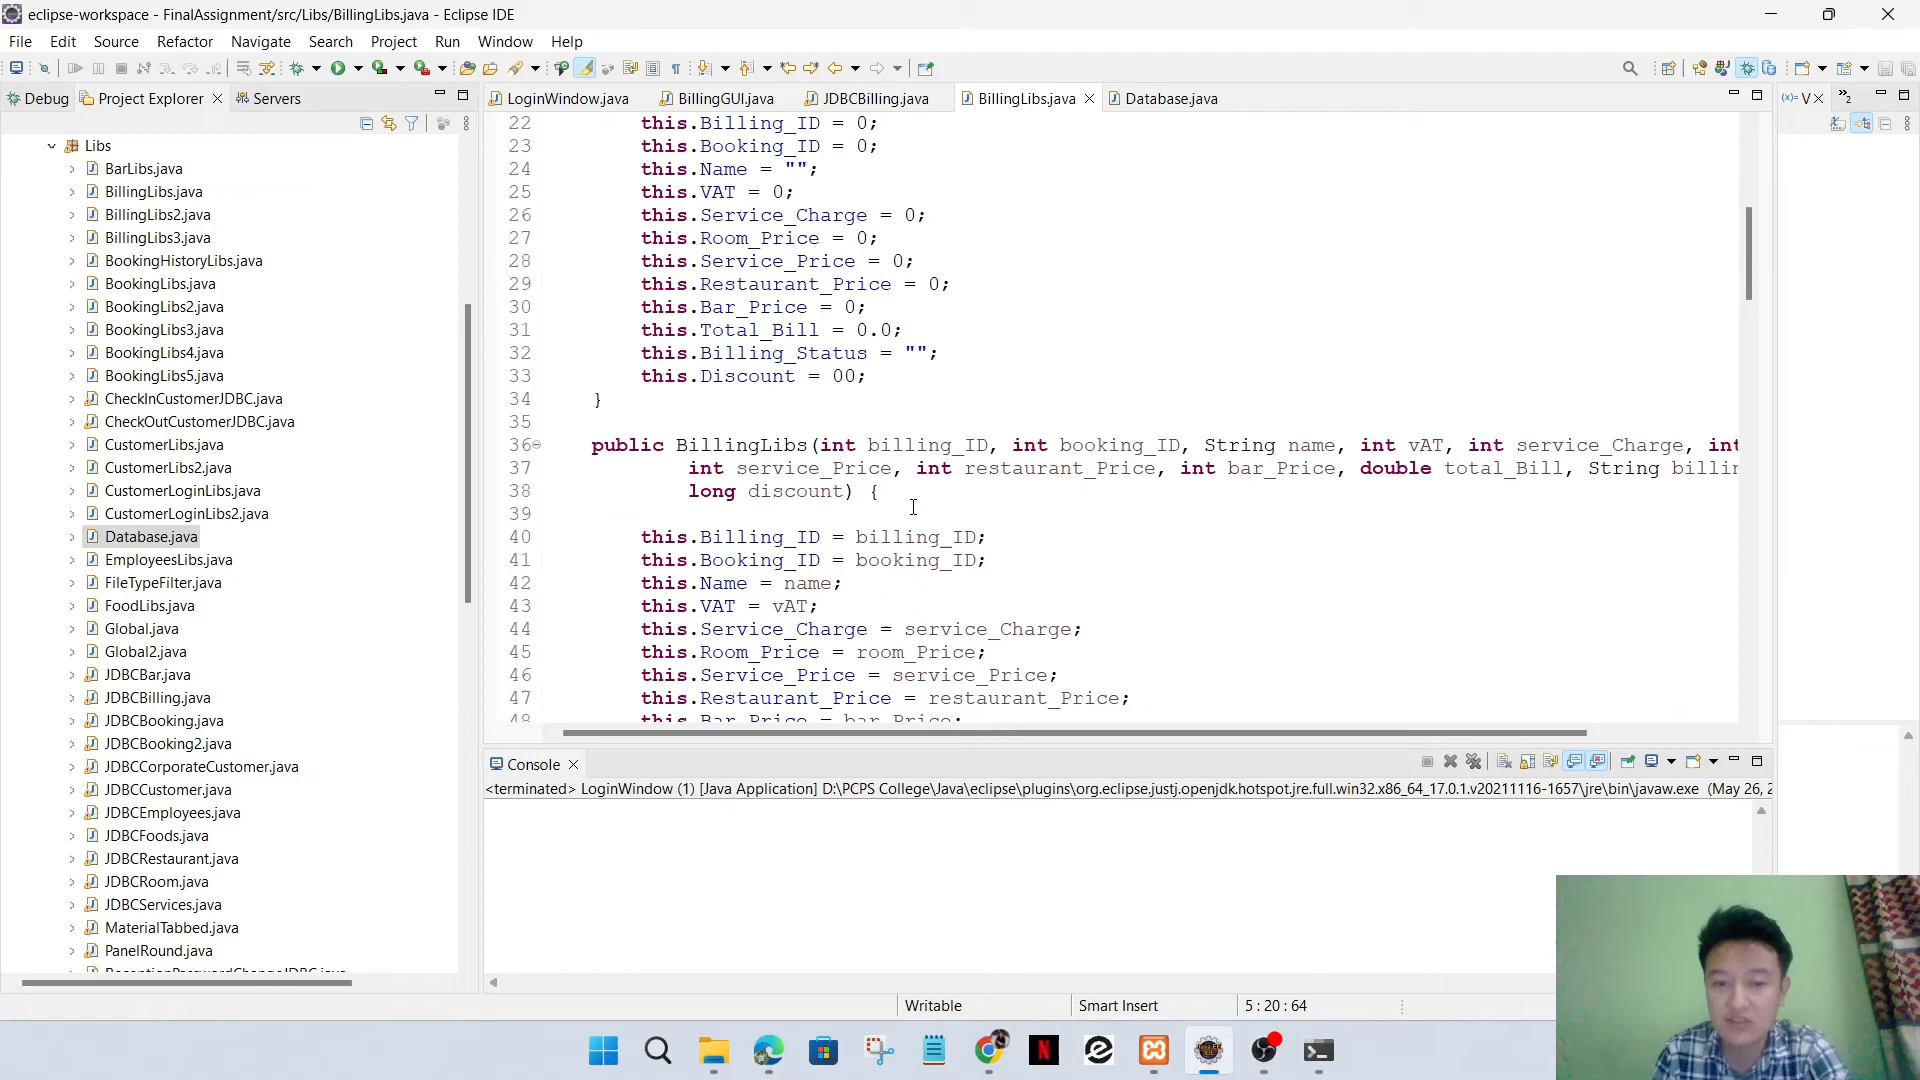 eclipse-workspace - FinalAssignment/src/Libs/BillingLibs.java - Eclipse IDE
File Edit Source Refactor Navigate Search Project Run Window Help
Debug Project Explorer Servers
LoginWindow.java BillingGUI.java JDBCBilling.java BillingLibs.java Database.java
(x)= V
2
Libs
BarLibs.java
BillingLibs.java
BillingLibs2.java
BillingLibs3.java
BookingHistoryLibs.java
BookingLibs.java
BookingLibs2.java
BookingLibs3.java
BookingLibs4.java
BookingLibs5.java
CheckInCustomerJDBC.java
CheckOutCustomerJDBC.java
CustomerLibs.java
CustomerLibs2.java
CustomerLoginLibs.java
CustomerLoginLibs2.java
Database.java
EmployeesLibs.java
FileTypeFilter.java
FoodLibs.java
Global.java
Global2.java
JDBCBar.java
JDBCBilling.java
JDBCBooking.java
JDBCBooking2.java
JDBCCorporateCustomer.java
JDBCCustomer.java
JDBCEmployees.java
JDBCFoods.java
JDBCRestaurant.java
JDBCRoom.java
JDBCServices.java
MaterialTabbed.java
PanelRound.java
22 this.Billing_ID = 0;
23 this.Booking_ID = 0;
24 this.Name = "";
25 this.VAT = 0;
26 this.Service_Charge = 0;
27 this.Room_Price = 0;
28 this.Service_Price = 0;
29 this.Restaurant_Price = 0;
30 this.Bar_Price = 0;
31 this.Total_Bill = 0.0;
32 this.Billing_Status = "";
33 this.Discount = 00;
34 }
35
36 public BillingLibs(int billing_ID, int booking_ID, String name, int vAT, int service_Charge, int
37 int service_Price, int restaurant_Price, int bar_Price, double total_Bill, String billin
38 long discount) {
39
40 this.Billing_ID = billing_ID;
41 this.Booking_ID = booking_ID;
42 this.Name = name;
43 this.VAT = vAT;
44 this.Service_Charge = service_Charge;
45 this.Room_Price = room_Price;
46 this.Service_Price = service_Price;
47 this.Restaurant_Price = restaurant_Price;
48 this.Bar_Price = bar_Price;
Console
<terminated> LoginWindow (1) [Java Application] D:\PCPS College\Java\eclipse\plugins\org.eclipse.justj.openjdk.hotspot.jre.full.win32.x86_64_17.0.1.v20211116-1657\jre\bin\javaw.exe (May 26, 2
Writable Smart Insert 5 : 20 : 64